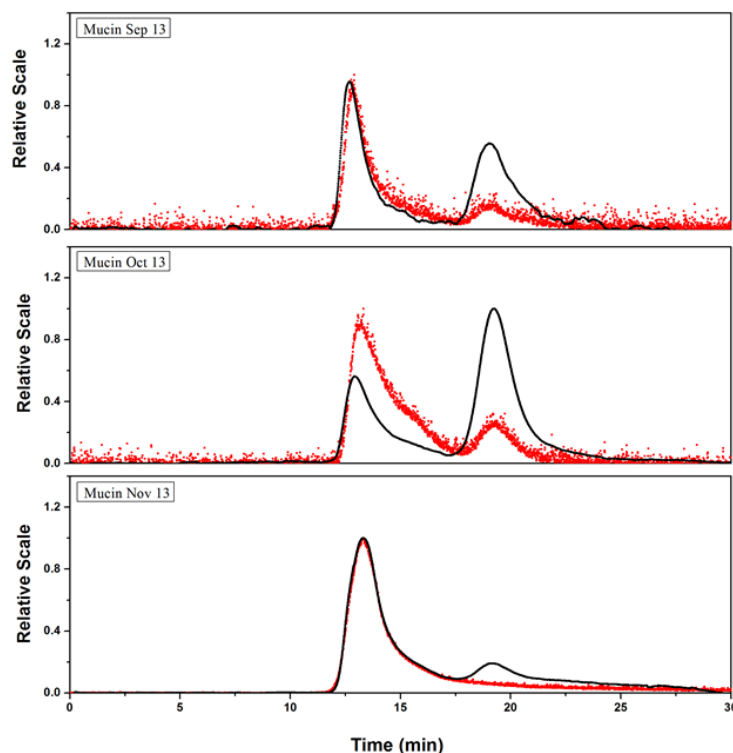 Mucin Sep 13
1.2
0.8
0.4
0.0
Relative Scale
Mucin Oct 13
1.2
0.8
0.4
0.0
Relative Scale
Mucin Nov 13
1.2
0.8
0.4
0.0
Relative Scale
0 5 10 15 20 25 30
Time (min)